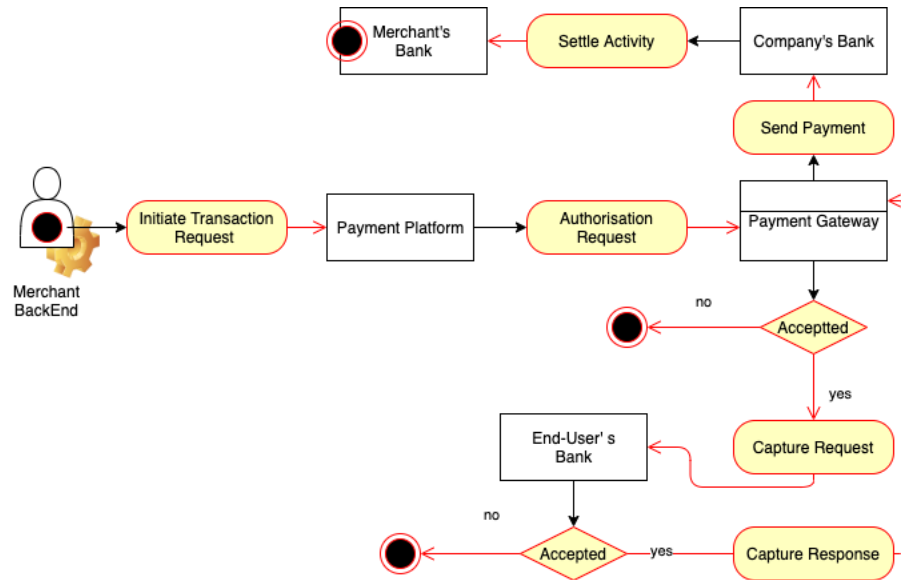 Merchant's
Bank
Settle Activity
Company's Bank
Send Payment
Initiate Transaction
Request
Payment Platform
Authorisation
Request
Payment Gateway
Merchant
BackEnd
no
Acceptted
yes
End-User' s
Bank
Capture Request
no
Accepted
yes
Capture Response